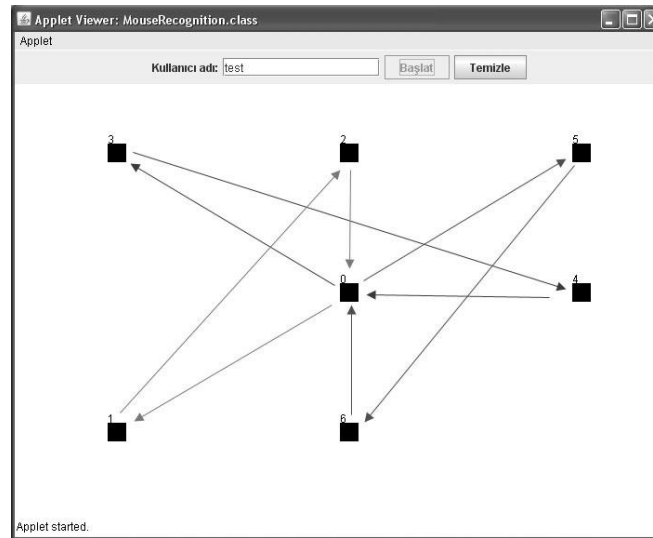 Applet Viewer: MouseRecognition.class
Applet
Kullanıcı adı: test Başlat Temizle
3 2 5
0 4
1 6
Applet started.